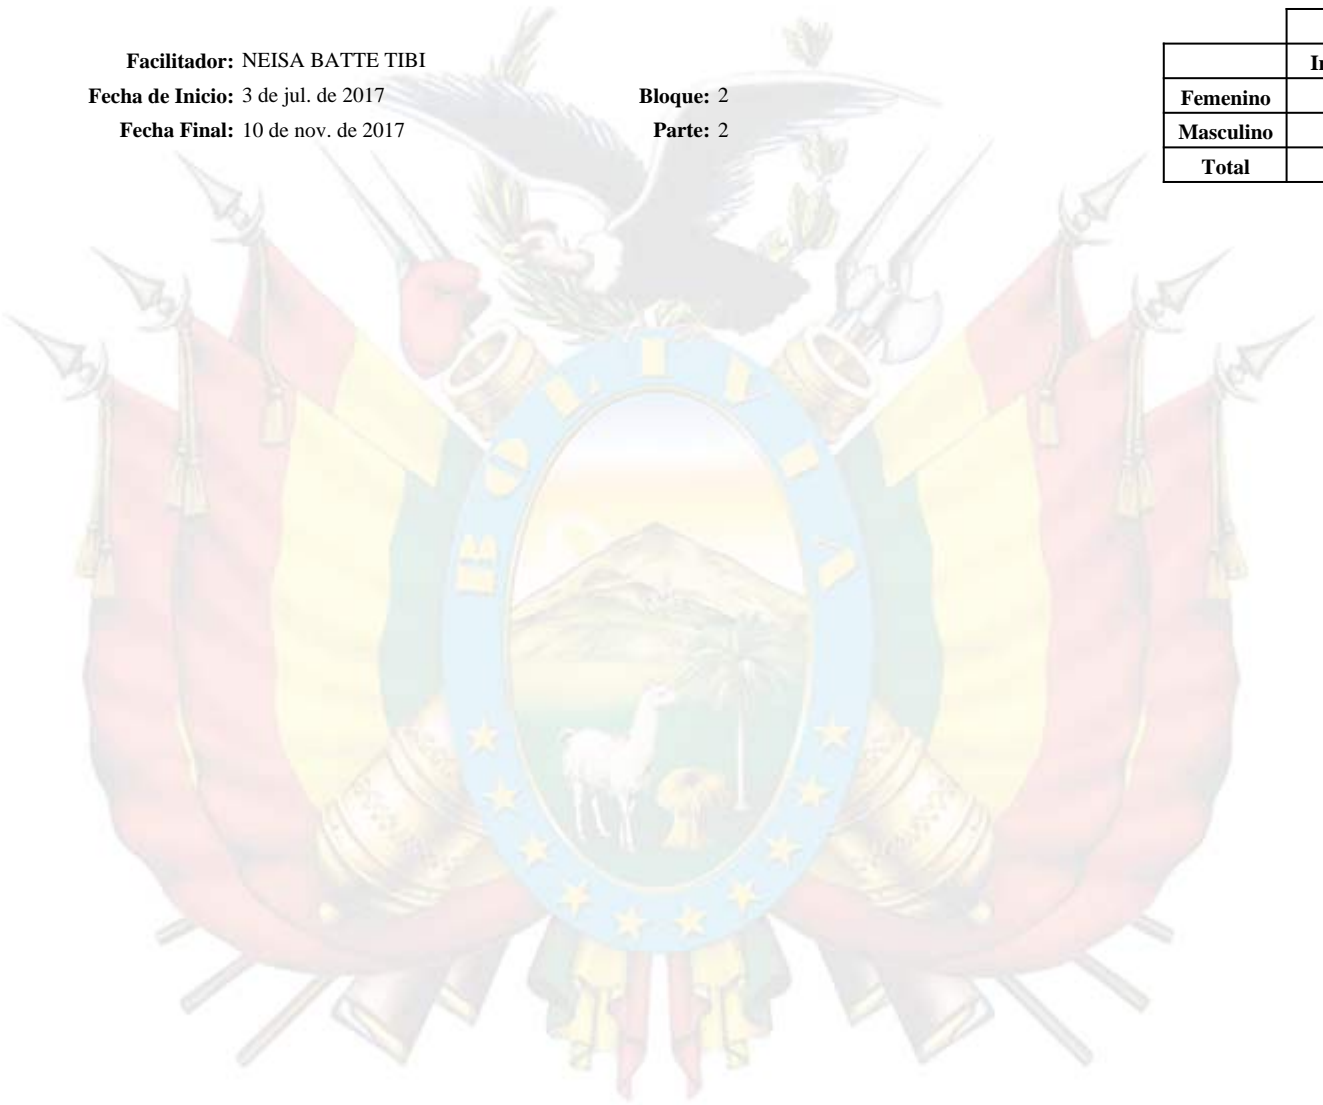 Facilitador: NEISA BATTE TIBI
Fecha de Inicio: 3 de jul. de 2017 Bloque: 2
Fecha Final: 10 de nov. de 2017 Parte: 2
Femenino
Masculino
Total
BOLIVIA